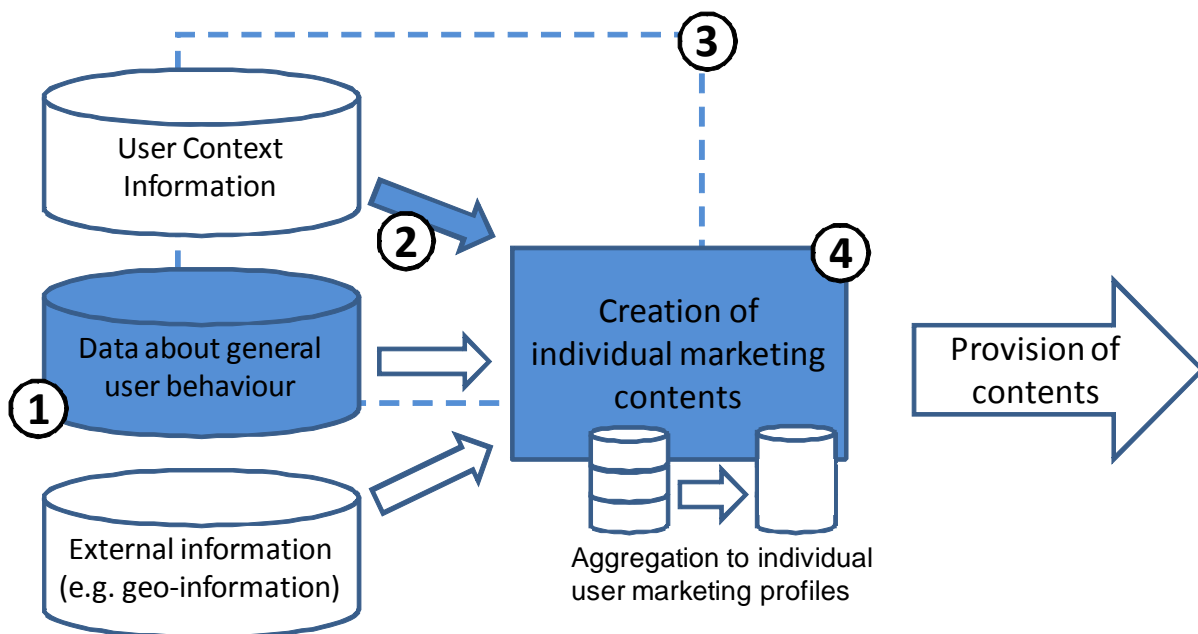 3
User Context
Information
2
4
Data about general
user behaviour
1
Creation of
individual marketing
contents
Provision of
contents
External information
(e.g. geo-information)
Aggregation to individual
user marketing profiles